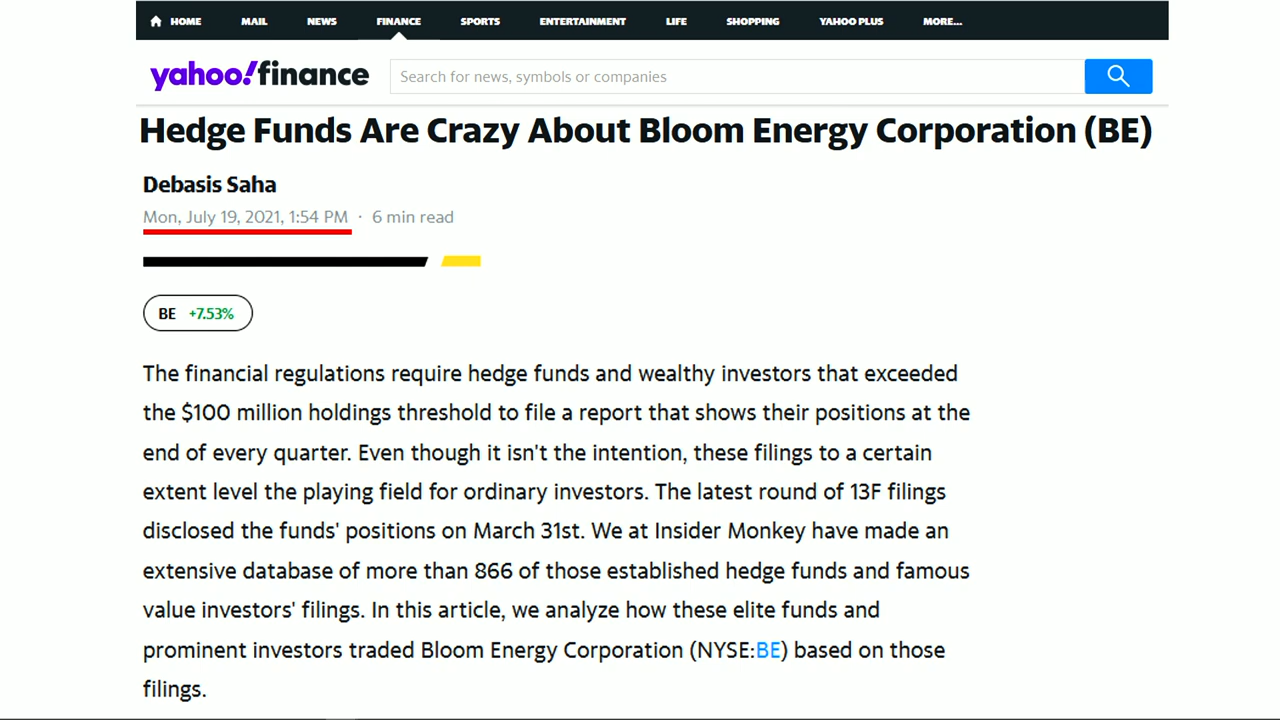 HOME MAIL NEWS FINANCE SPORTS ENTERTAINMENT LIFE SHOPPING YAHOO PLUS MORE...
yahoo!finance Search for news, symbols or companies
Hedge Funds Are Crazy About Bloom Energy Corporation (BE)
Debasis Saha
Mon, July 19, 2021, 1:54 PM · 6 min read
BE +7.53%
The financial regulations require hedge funds and wealthy investors that exceeded
the $100 million holdings threshold to file a report that shows their positions at the
end of every quarter. Even though it isn't the intention, these filings to a certain
extent level the playing field for ordinary investors. The latest round of 13F filings
disclosed the funds' positions on March 31st. We at Insider Monkey have made an
extensive database of more than 866 of those established hedge funds and famous
value investors' filings. In this article, we analyze how these elite funds and
prominent investors traded Bloom Energy Corporation (NYSE:BE) based on those
filings.